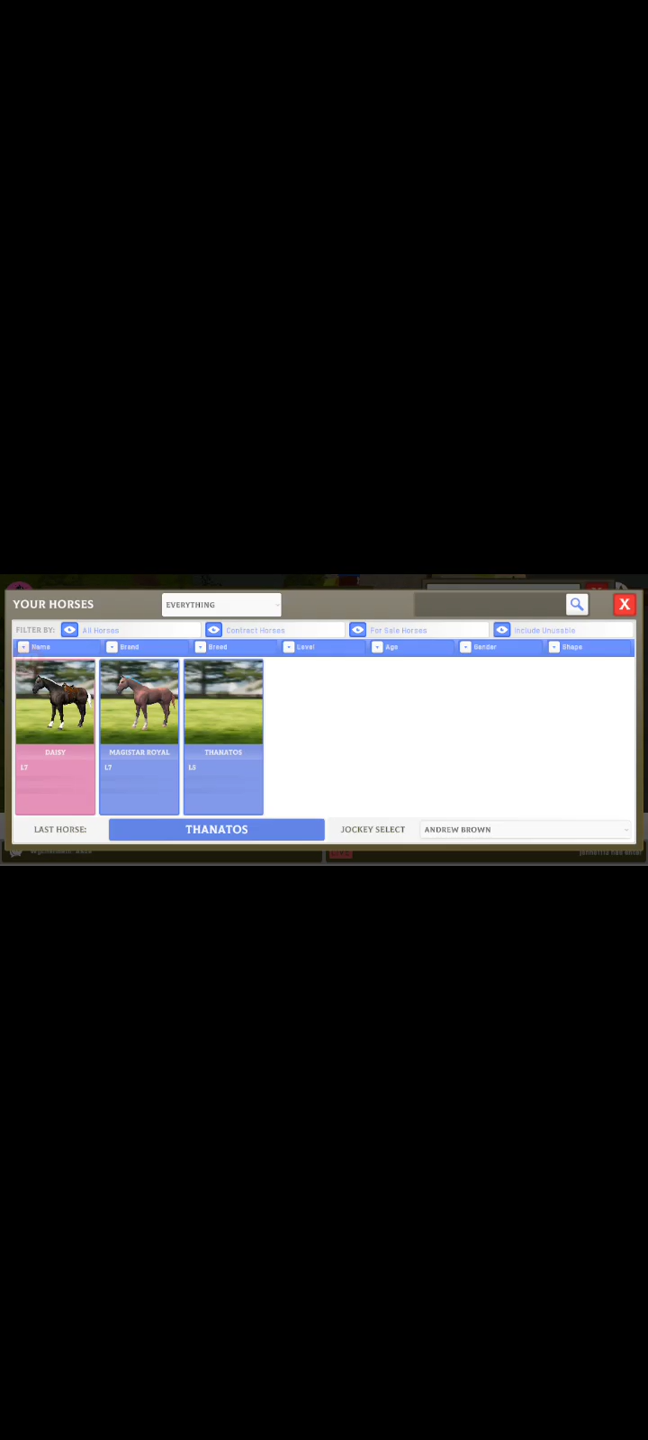 YOUR HORSES
EVERYTHING
X
FILTER BY: All Horses Contract Horses For Sale Horses Include Unusable
Name Brand Breed Level Age Gender Shape
DAISY MAGISTAR ROYAL THANATOS
L7 L7 L8
LAST HORSE: THANATOS JOCKEY SELECT ANDREW BROWN